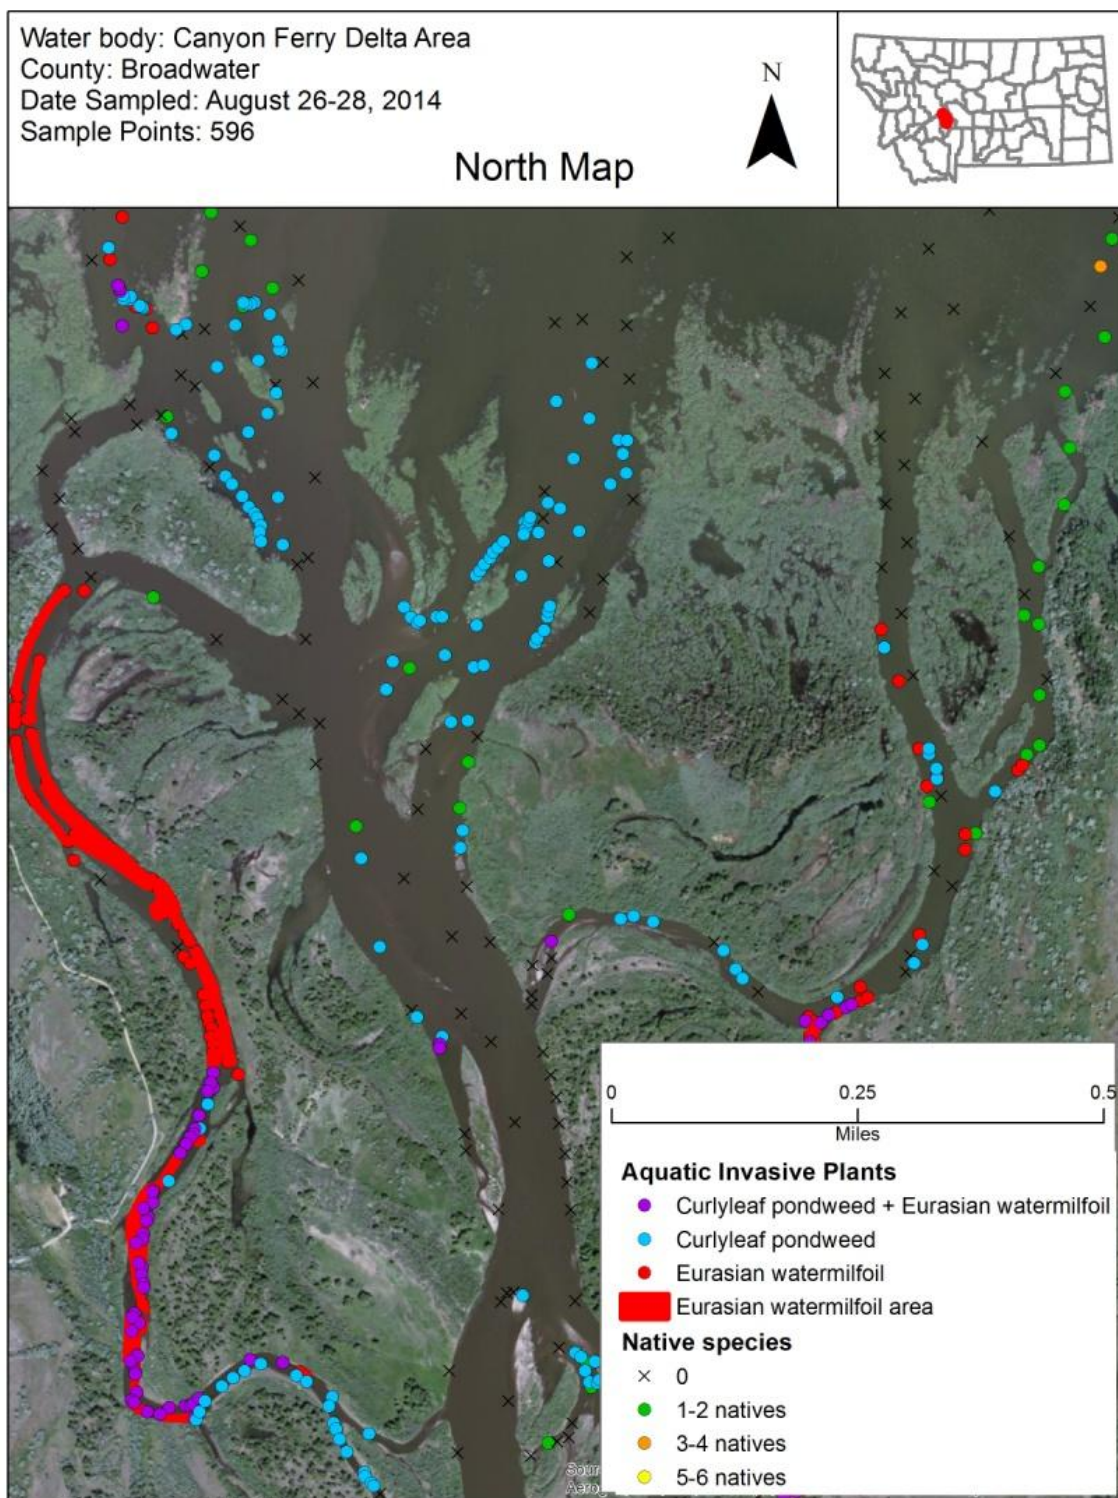 Water body: Canyon Ferry Delta Area
County: Broadwater
Date Sampled: August 26-28, 2014
Sample Points: 596
North Map
N
0 0.25 0.5
Miles
Aquatic Invasive Plants
Curlyleaf pondweed + Eurasian watermilfoil
Curlyleaf pondweed
Eurasian watermilfoil
Eurasian watermilfoil area
Native species
0
1-2 natives
3-4 natives
5-6 natives